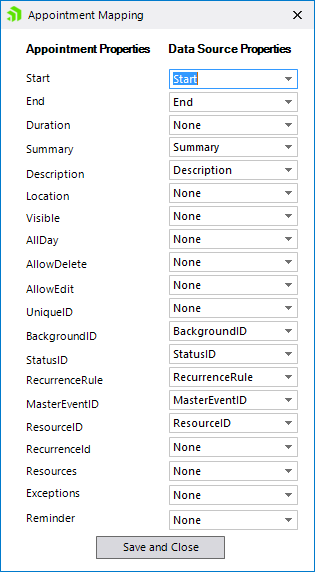 Appointment Mapping
Appointment Properties Data Source Properties
Start Start
End End
Duration None
Summary Summary
Description Description
Location None
Visible None
AllDay None
AllowDelete None
AllowEdit None
UniqueID None
BackgroundID BackgroundID
StatusID StatusID
RecurrenceRule RecurrenceRule
MasterEventID MasterEventID
ResourceID ResourceID
RecurrenceId None
Resources None
Exceptions None
Reminder None
Save and Close